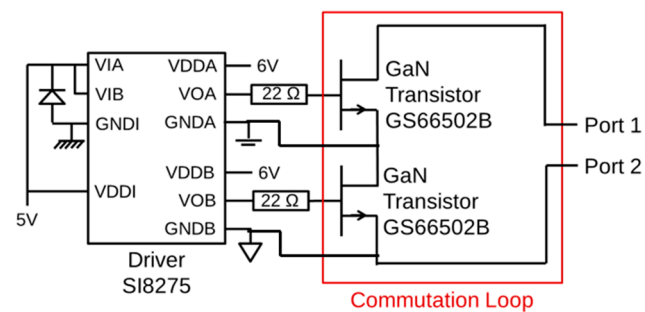 VIA
VIB
GNDI
VDDI
5V
VDDA
6V
VOA
22 Ω
GNDA
VDDB
6V
VOB
22 Ω
GNDB
Driver
SI8275
GaN
Transistor
GS66502B
GaN
Transistor
GS66502B
Port 1
Port 2
Commutation Loop